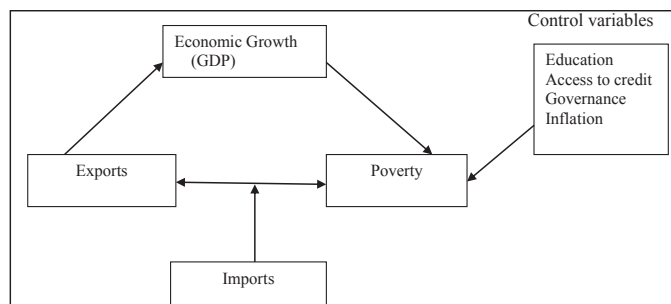 Control variables
Economic Growth
(GDP)
Education
Access to credit
Governance
Inflation
Exports
Poverty
Imports